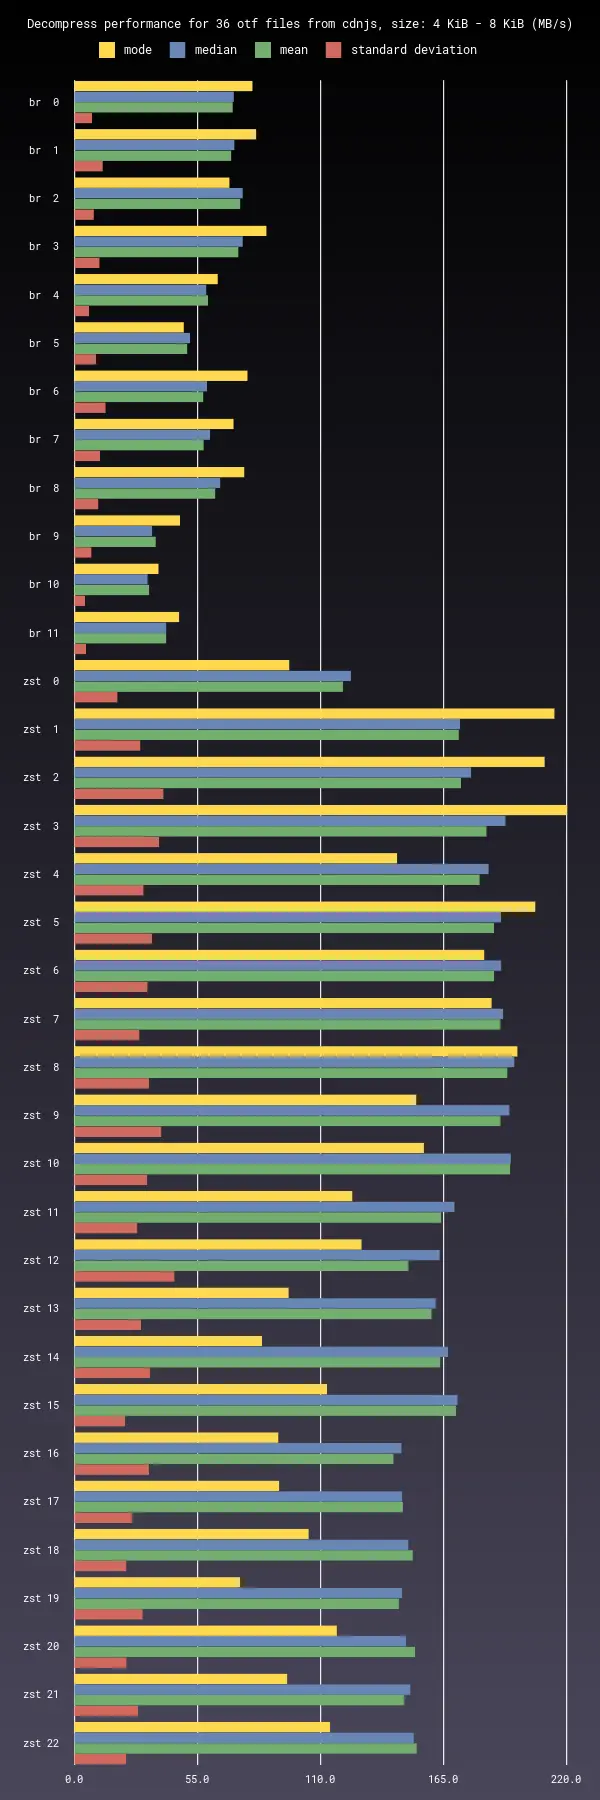 Decompress performance for 36 otf files from cdnjs, size: 4 KiB - 8 KiB (MB/s)
mode median mean standard deviation
br 0
br 1
br 2
br 3
br 4
br 5
br 6
br 7
br 8
br 9
br 10
br 11
zst 0
zst 1
zst 2
zst 3
zst 4
zst 5
zst 6
zst 7
zst 8
zst 9
zst 10
zst 11
zst 12
zst 13
zst 14
zst 15
zst 16
zst 17
zst 18
zst 19
zst 20
zst 21
zst 22
0.0 55.0 110.0 165.0 220.0